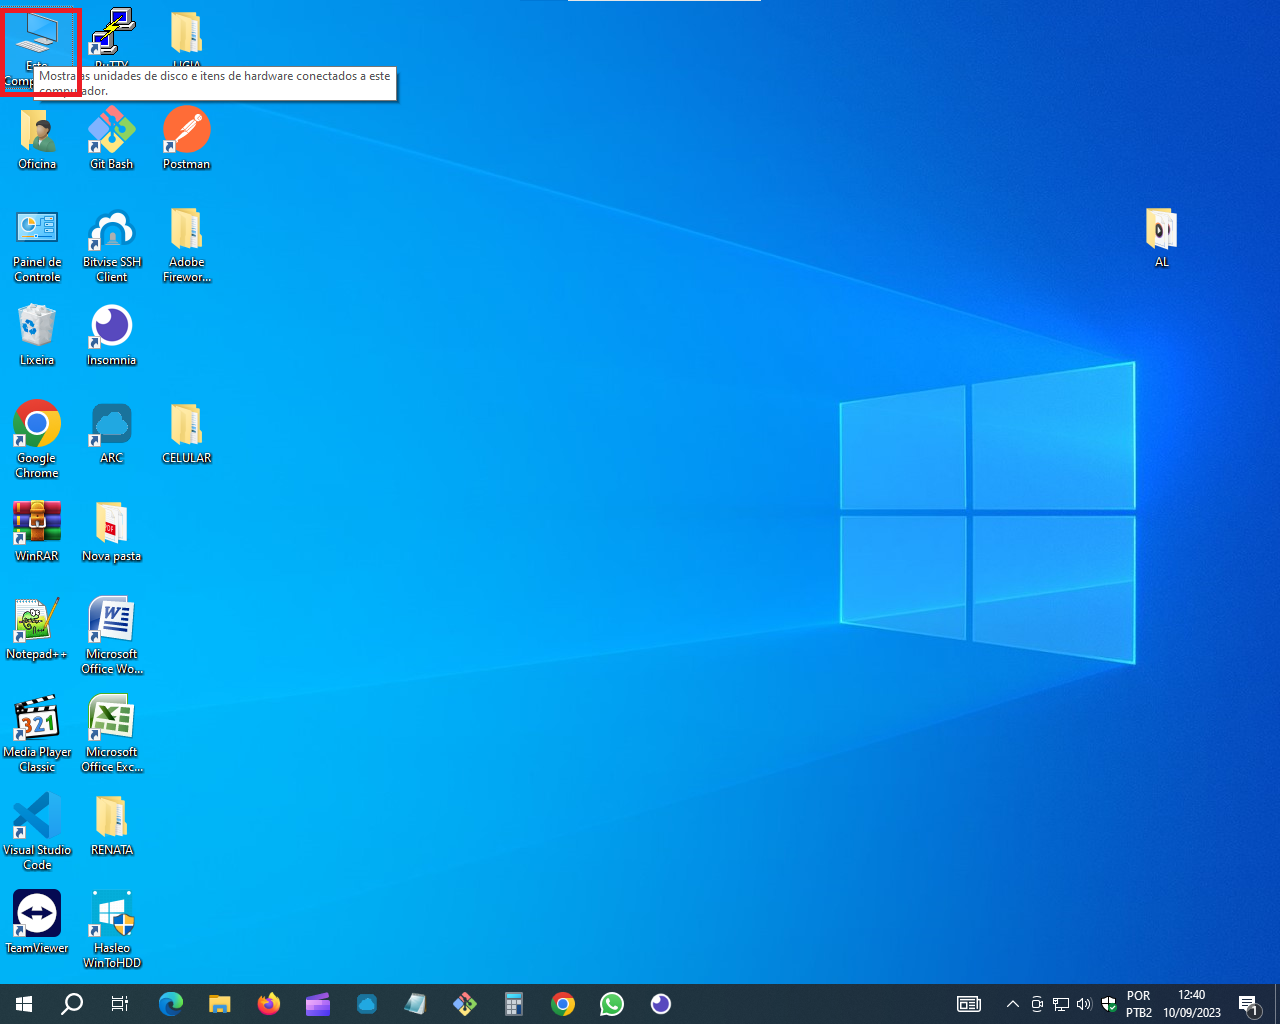 PuTTY
Mostra as unidades de disco e itens de hardware conectados a este
computador.
Oficina
Git Bash
Postman
Painel de
Controle
Bitvise SSH
Client
Adobe
Firewor...
AL
Lixeira
Insomnia
Google
Chrome
ARC
CELULAR
WinRAR
Nova pasta
PDF
Notepad++
Microsoft
Office Wo...
321
Media Player
Classic
Microsoft
Office Exc...
Visual Studio
Code
RENATA
TeamViewer
Hasleo
WinToHDD
POR
PTB2
12:40
10/09/2023
1